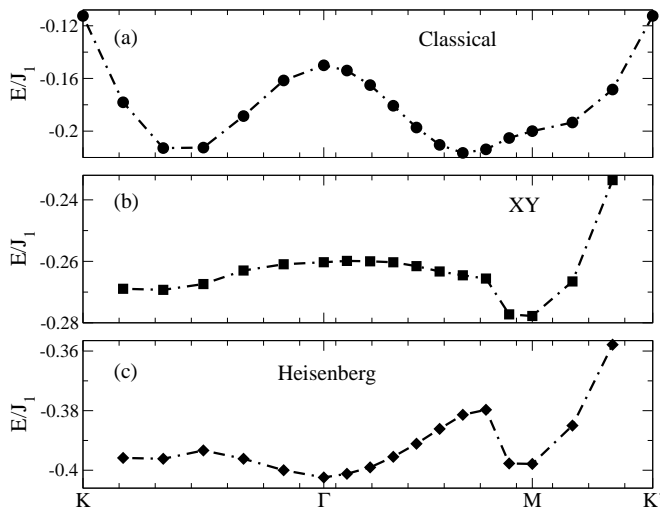 -0.12
(a)
Classical
E/J1
-0.16
-0.2
-0.24
(b)
XY
E/J1
-0.26
-0.28
-0.36
(c)
Heisenberg
E/J1
-0.38
-0.4
K
Γ
M
K'